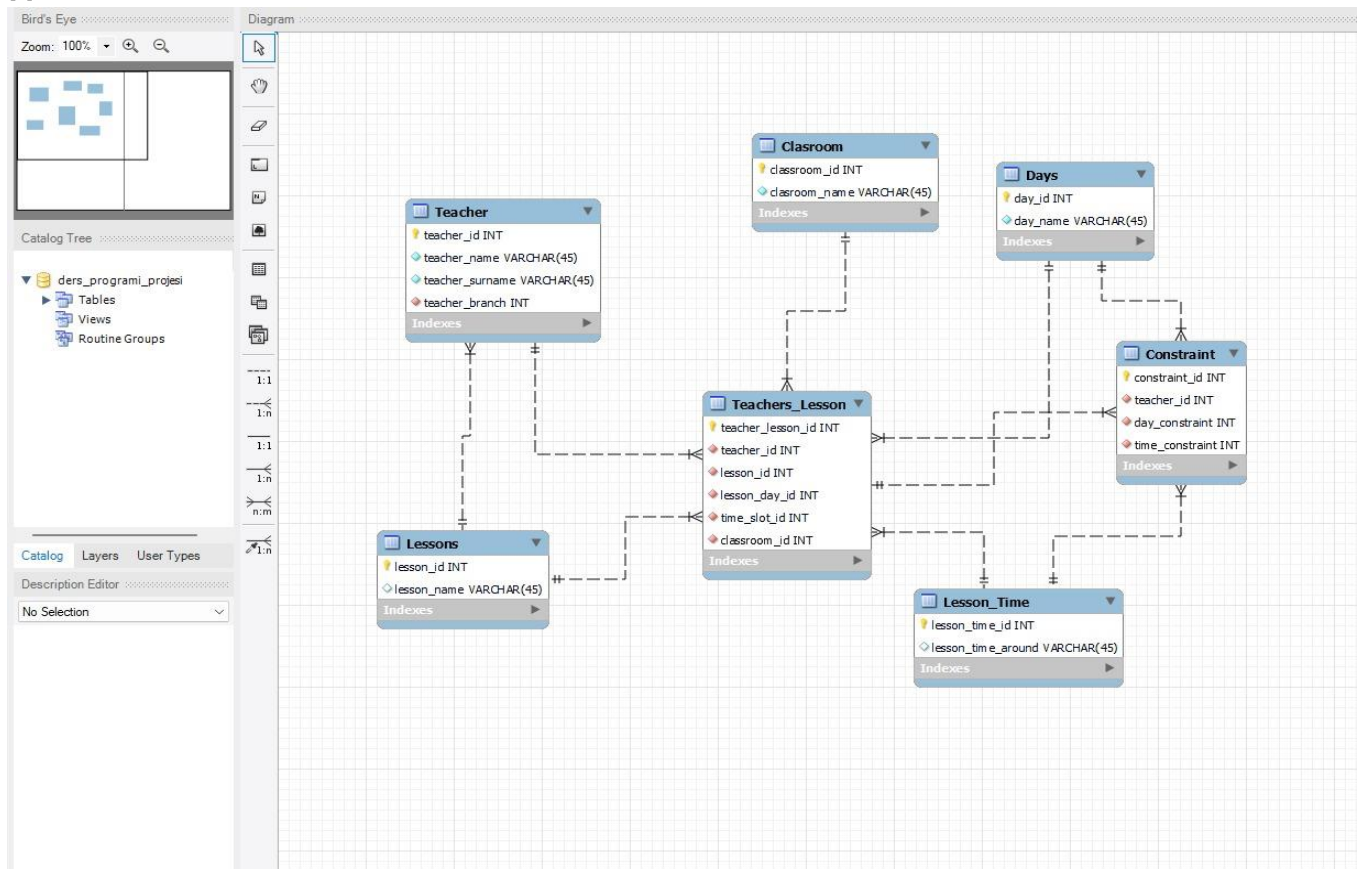 Bird's Eye
Zoom: 100%
Catalog Tree
ders_programi_projesi
Tables
Views
Routine Groups
Catalog Layers User Types
Description Editor
No Selection
Diagram
1:1
1:n
1:1
1:n
n:m
1:n
Teacher
teacher_id INT
teacher_name VARCHAR(45)
teacher_surname VARCHAR(45)
teacher_branch INT
Indexes
Clasroom
classroom_id INT
clasroom_name VARCHAR(45)
Indexes
Days
day_id INT
day_name VARCHAR(45)
Indexes
Teachers_Lesson
teacher_lesson_id INT
teacher_id INT
lesson_id INT
lesson_day_id INT
time_slot_id INT
classroom_id INT
Indexes
Constraint
constraint_id INT
teacher_id INT
day_constraint INT
time_constraint INT
Indexes
Lessons
lesson_id INT
lesson_name VARCHAR(45)
Indexes
Lesson_Time
lesson_time_id INT
lesson_time_around VARCHAR(45)
Indexes